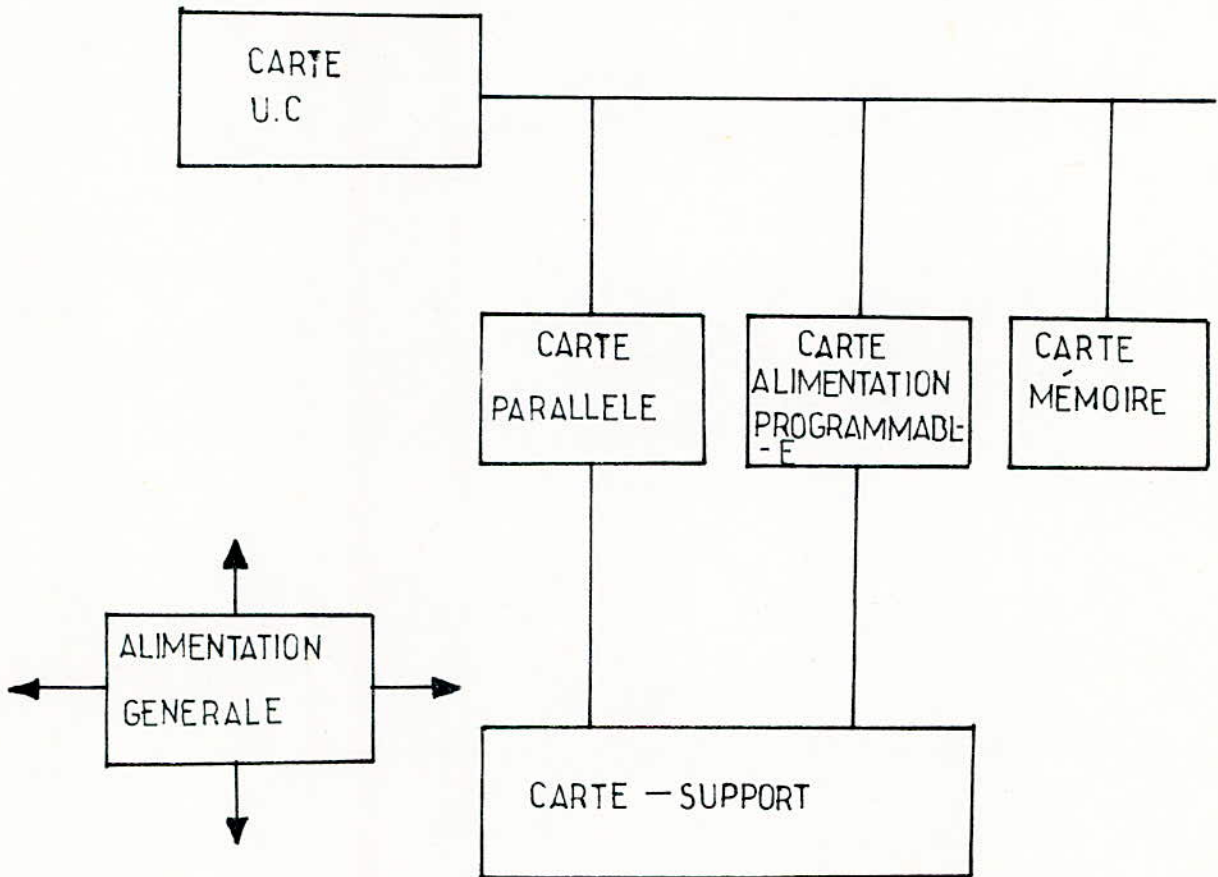 CARTE
U.C
CARTE
PARALLELE
CARTE
ALIMENTATION
PROGRAMMABL-
- E
CARTE
MÉMOIRE
ALIMENTATION
GENERALE
CARTE — SUPPORT